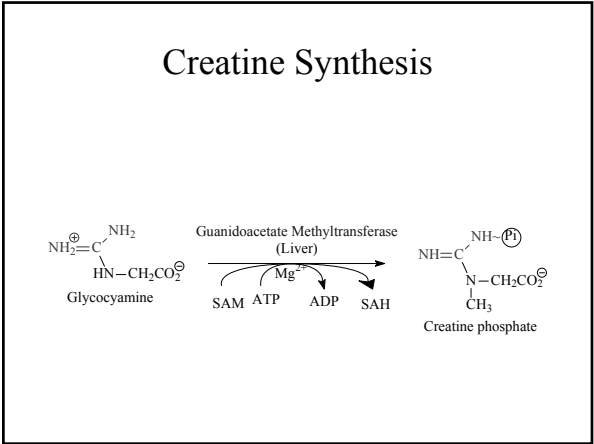 Creatine Synthesis
NH₂
⊕
NH₂=C
HN—CH₂CO₂⊖
Glycocyamine
Guanidoacetate Methyltransferase
(Liver)
Mg²⁺
SAM ATP ADP SAH
NH~Pi
NH=C
N—CH₂CO₂⊖
CH₃
Creatine phosphate